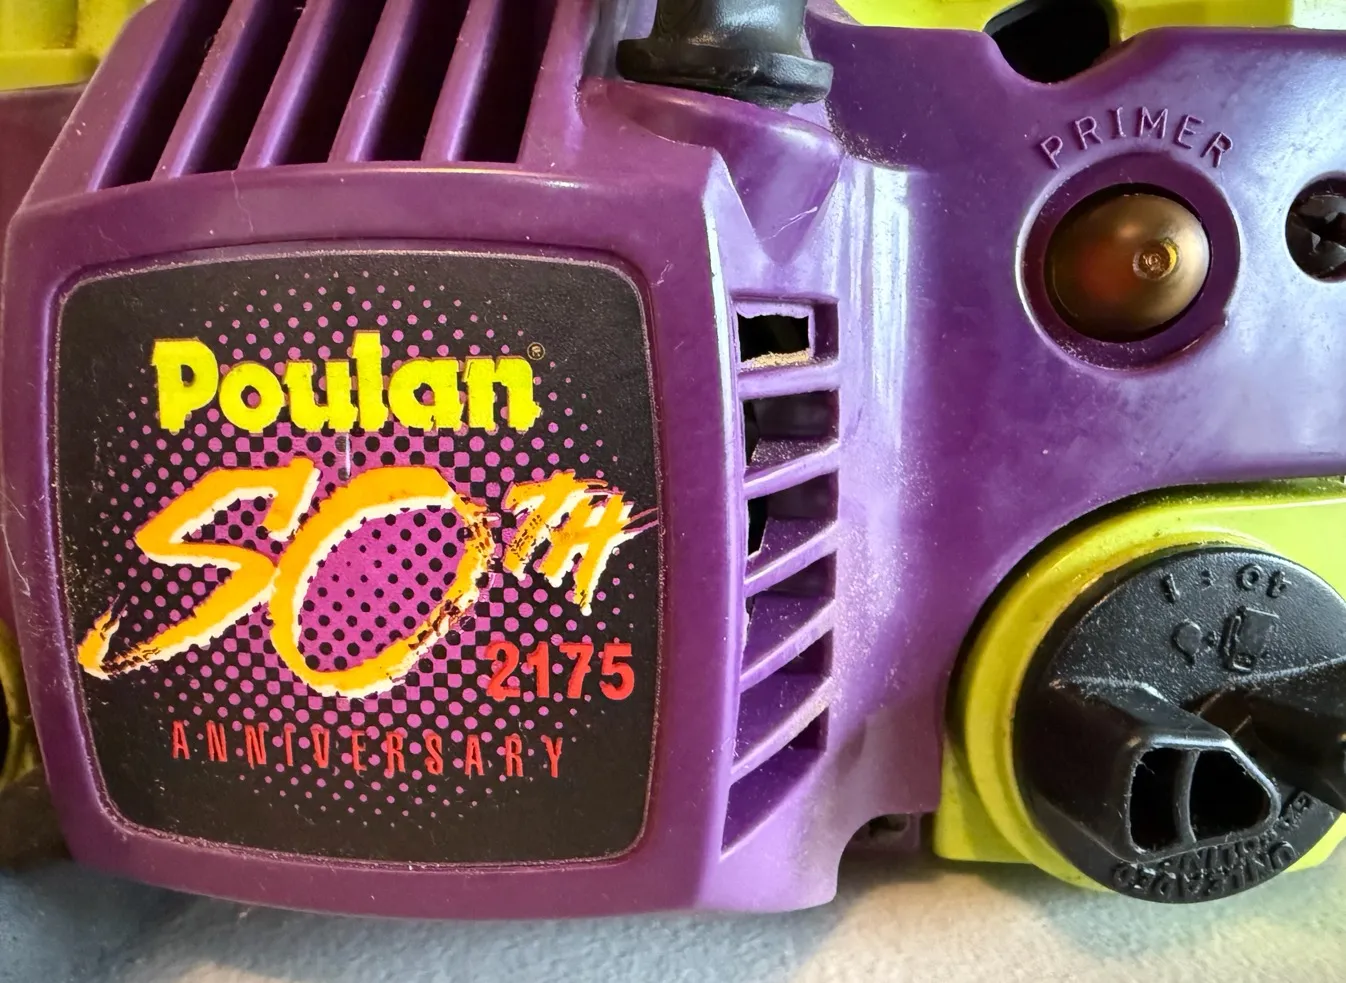 PRIMER
Poulan®
50TH
2175
ANNIVERSARY
40:1
UNLEADED